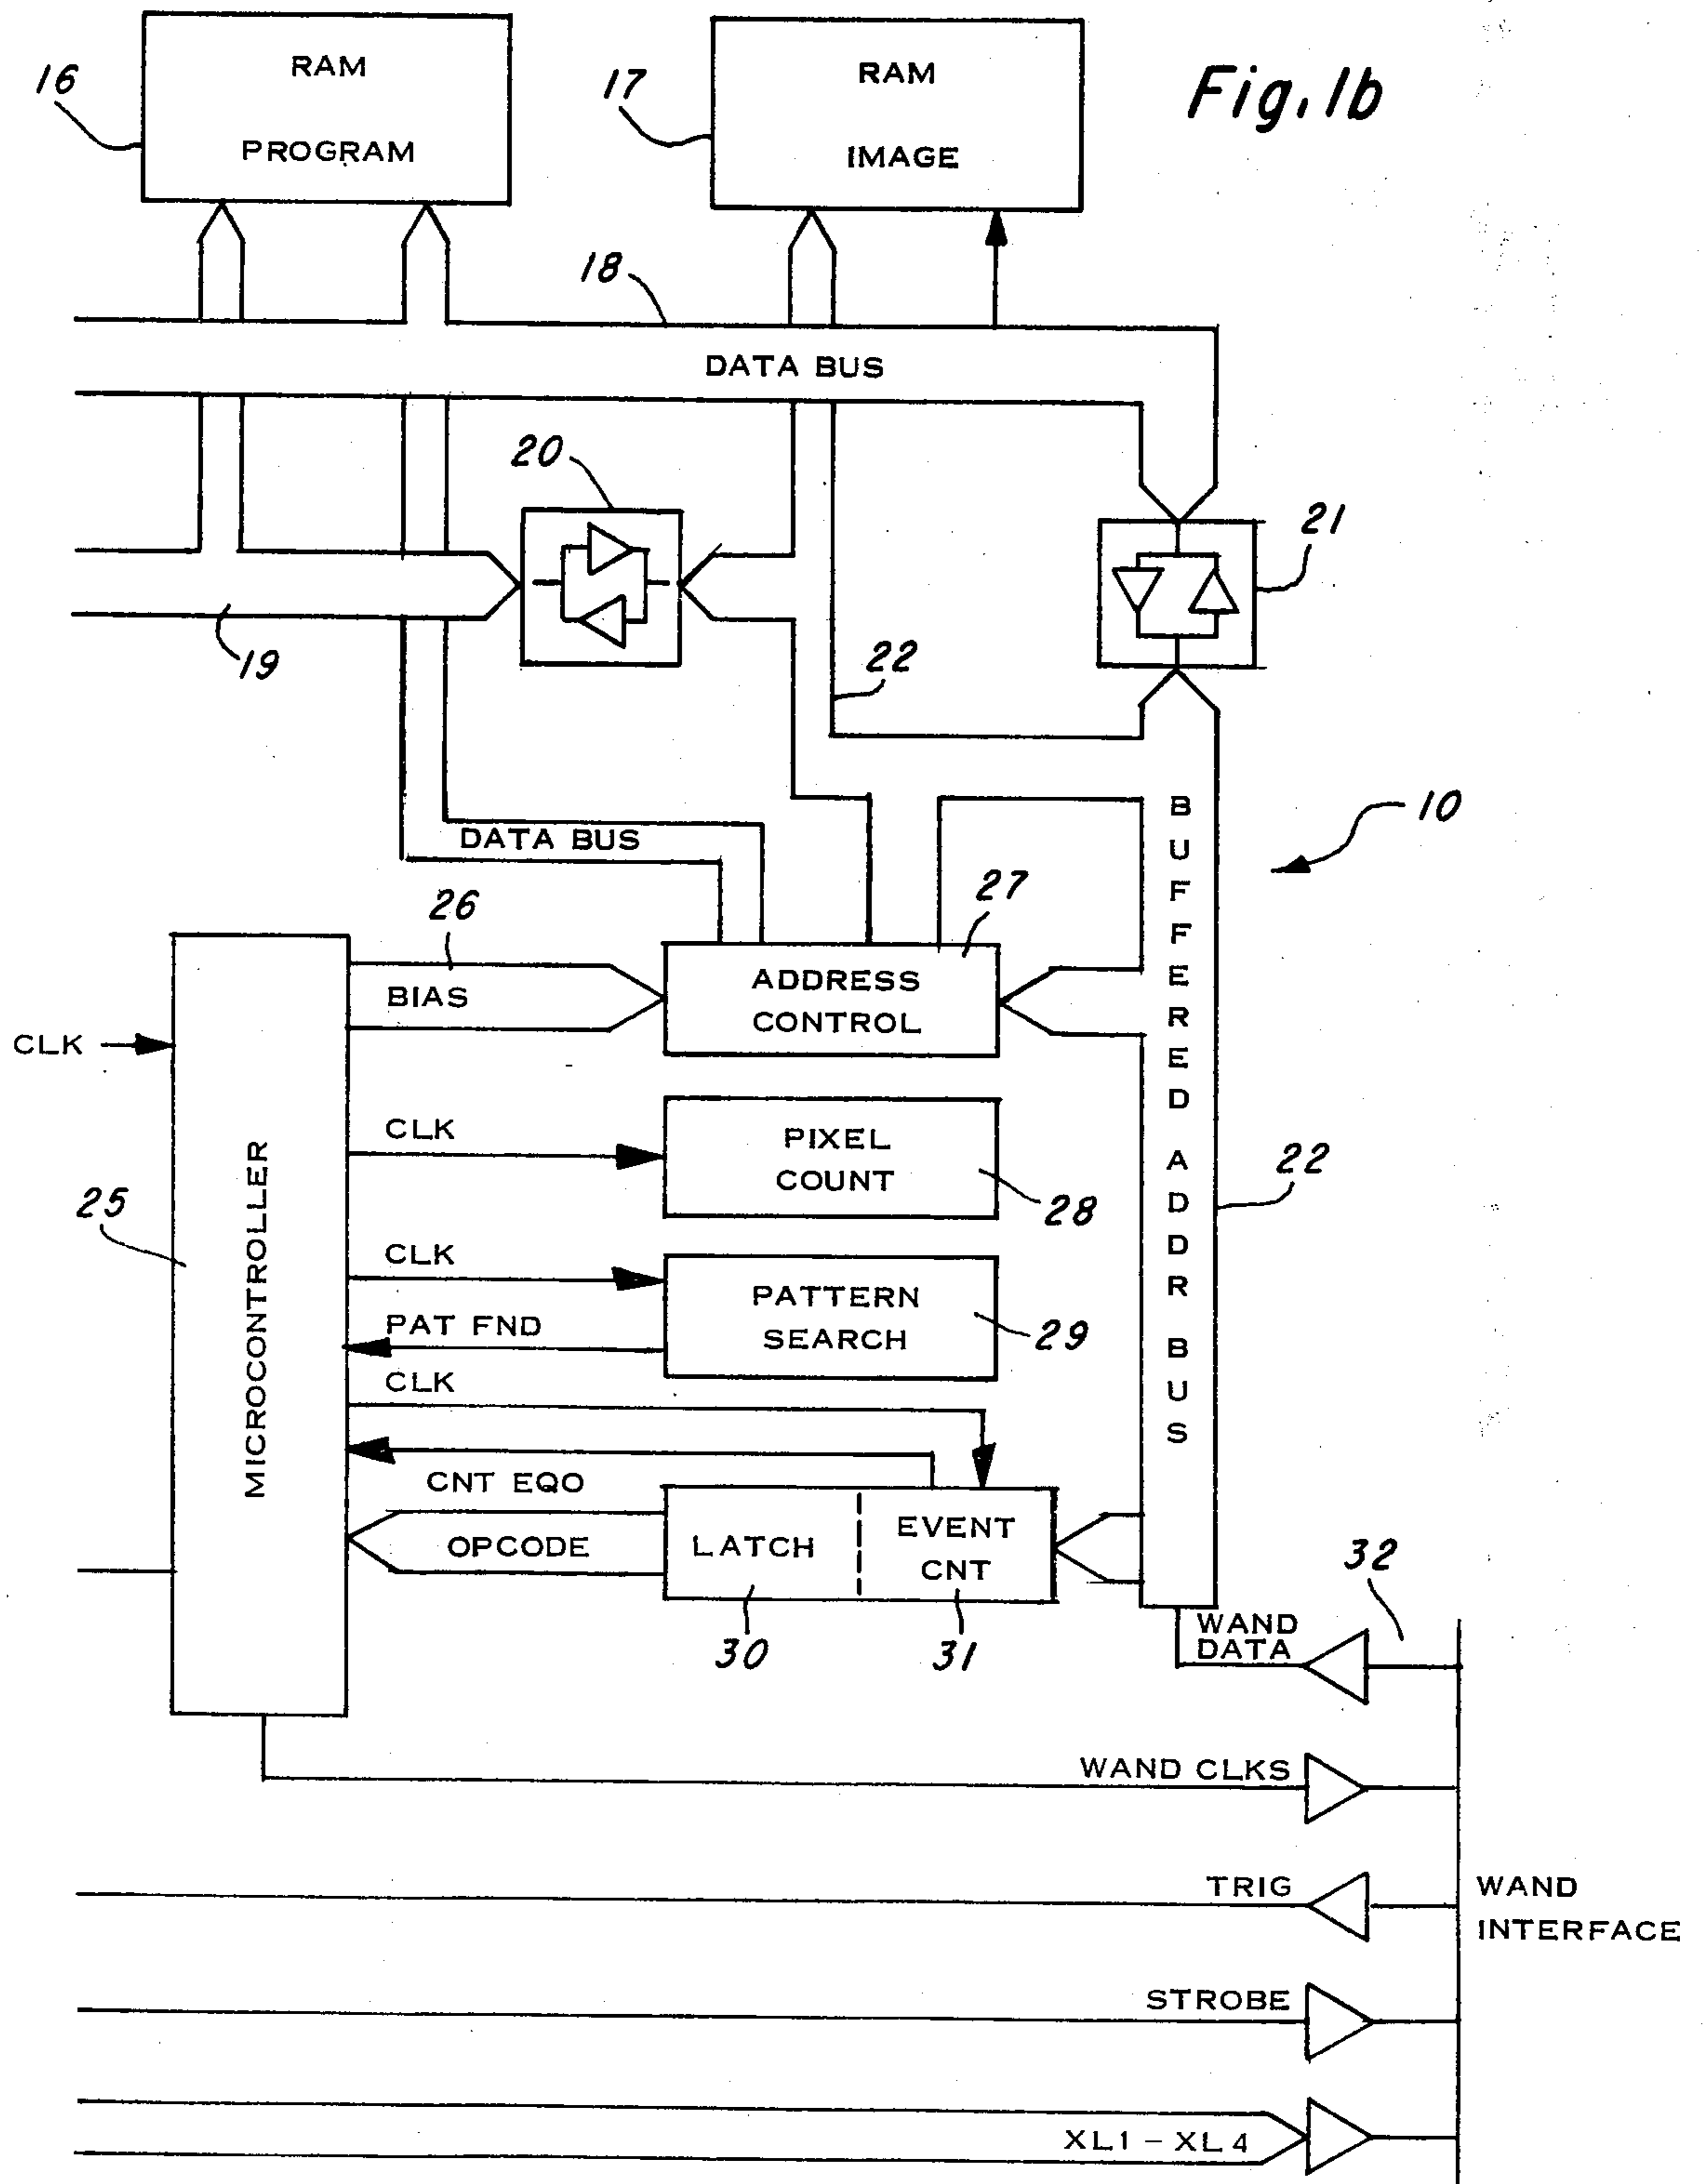 Fig. 1b
16
RAM
PROGRAM
17
RAM
IMAGE
18
DATA BUS
20
21
19
22
10
DATA BUS
BUFFERED ADDR BUS
26
27
BIAS
ADDRESS
CONTROL
CLK
25
MICROCONTROLLER
CLK
PIXEL
COUNT
28
22
CLK
PATTERN
SEARCH
PAT FND
29
CLK
CNT EQO
OPCODE
LATCH
EVENT
CNT
30
31
32
WAND
DATA
WAND CLKS
TRIG
WAND
INTERFACE
STROBE
XL1 - XL4